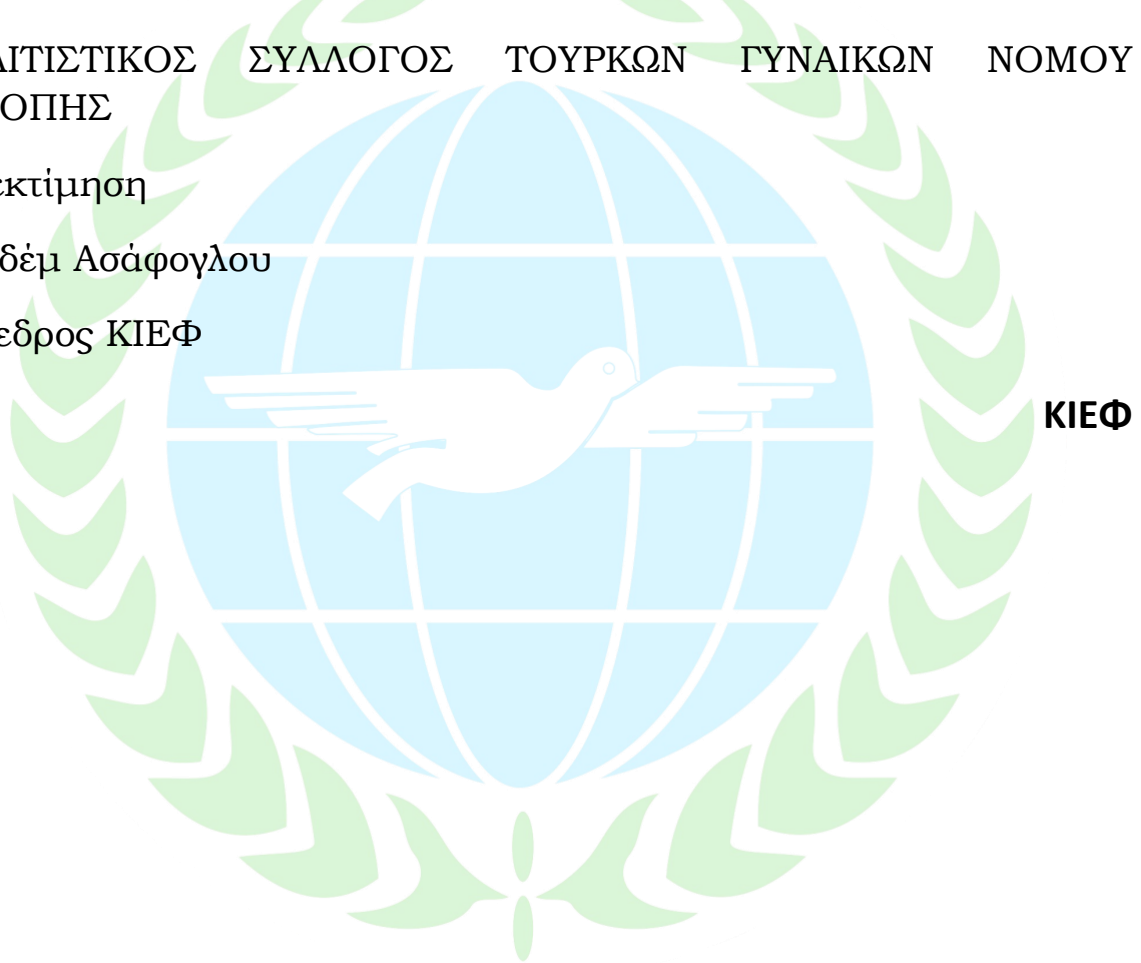 ΛΙΤΙΣΤΙΚΟΣ ΣΥΛΛΟΓΟΣ ΤΟΥΡΚΩΝ ΓΥΝΑΙΚΩΝ ΝΟΜΟΥ
ΟΠΗΣ
εκτίμηση
δέμ Ασάφογλου
εδρος ΚΙΕΦ
ΚΙΕΦ